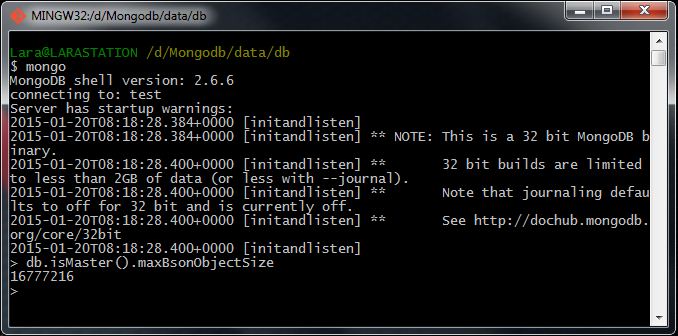 MINGW32:/d/Mongodb/data/db
Lara@LARASTATION /d/Mongodb/data/db
$ mongo
MongoDB shell version: 2.6.6
connecting to: test
Server has startup warnings:
2015-01-20T08:18:28.384+0000 [initandlisten]
2015-01-20T08:18:28.384+0000 [initandlisten] ** NOTE: This is a 32 bit MongoDB b
inary.
2015-01-20T08:18:28.400+0000 [initandlisten] **       32 bit builds are limited
to less than 2GB of data (or less with --journal).
2015-01-20T08:18:28.400+0000 [initandlisten] **       Note that journaling defau
lts to off for 32 bit and is currently off.
2015-01-20T08:18:28.400+0000 [initandlisten] **       See http://dochub.mongodb.
org/core/32bit
2015-01-20T08:18:28.400+0000 [initandlisten]
> db.isMaster().maxBsonObjectSize
16777216
>